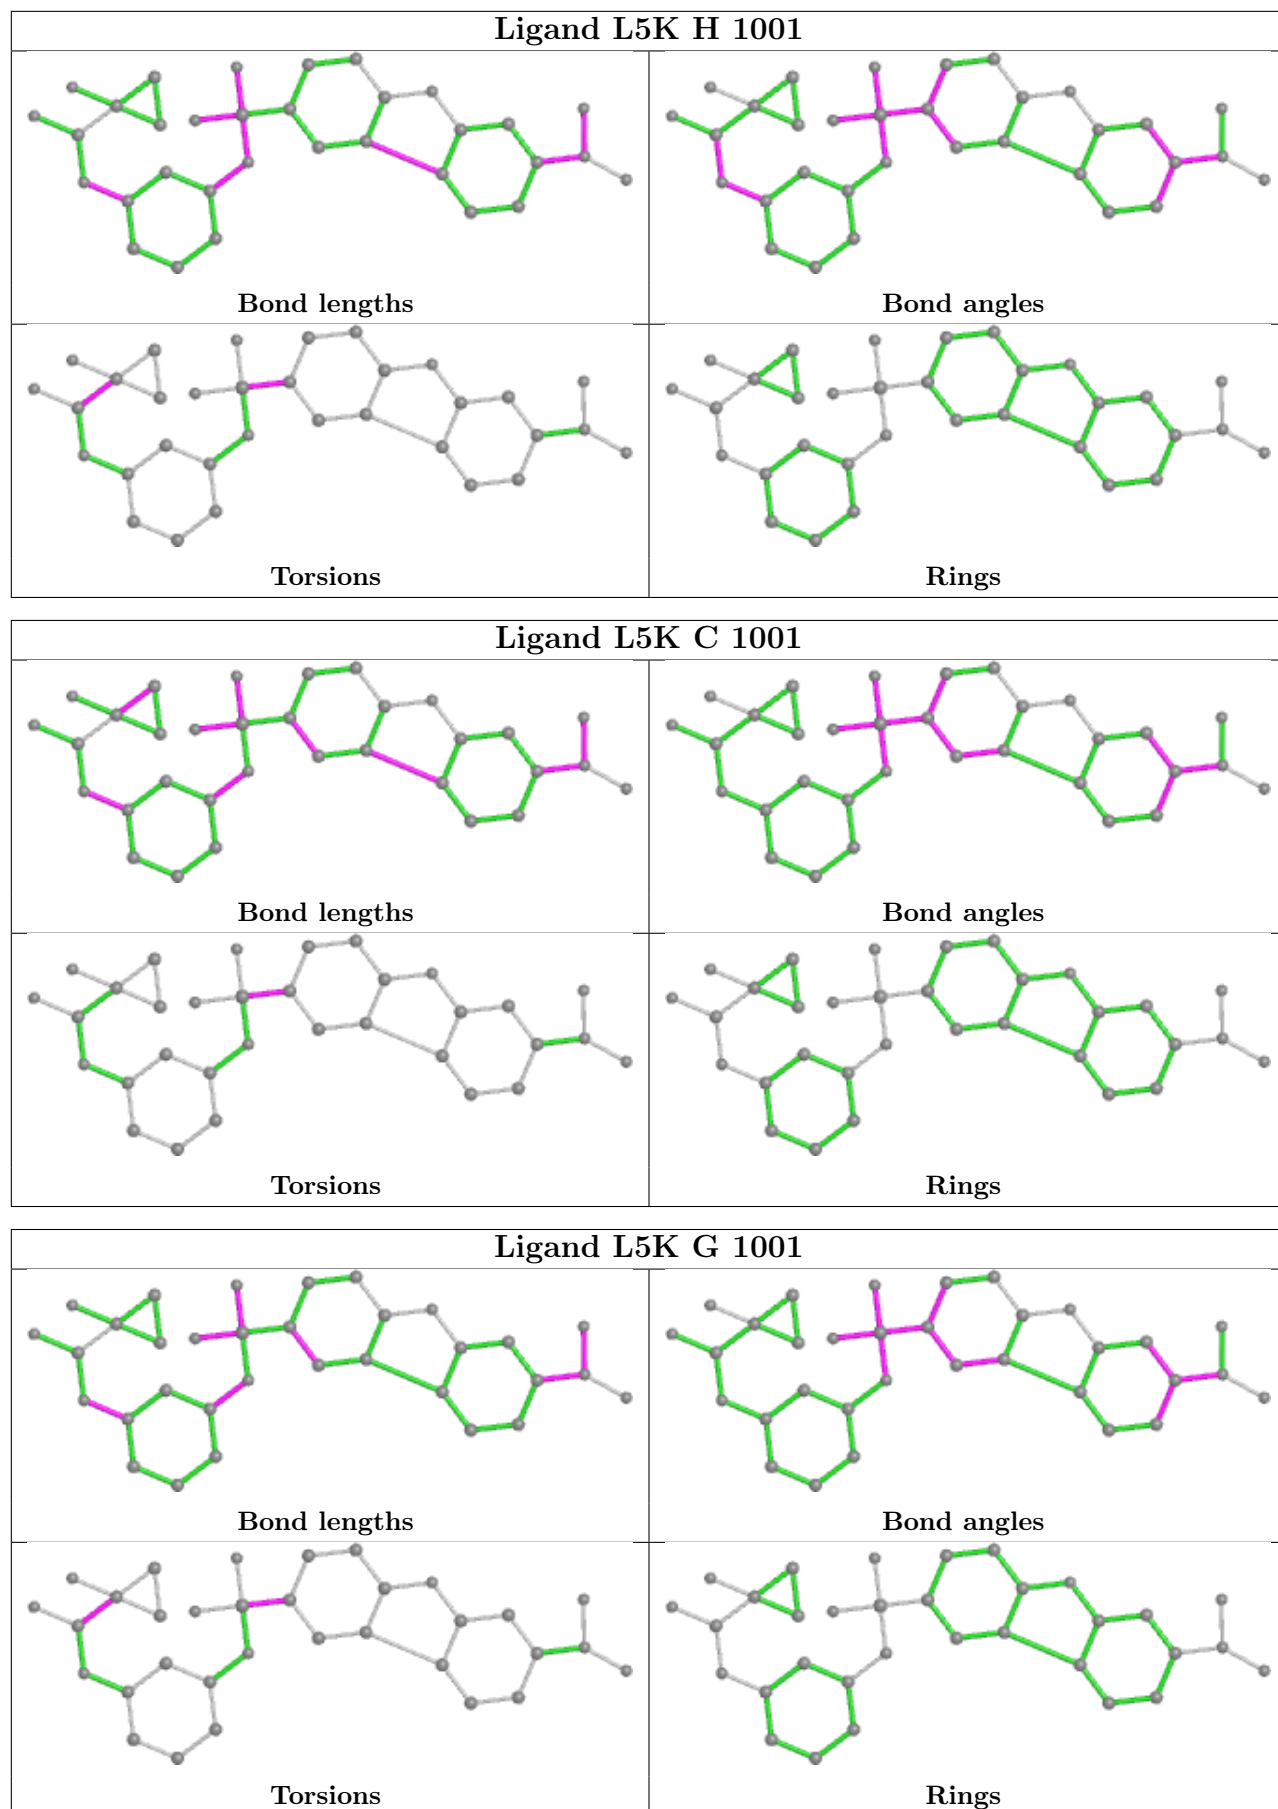 Ligand L5K H 1001
Bond lengths
Bond angles
Torsions
Rings
Ligand L5K C 1001
Bond lengths
Bond angles
Torsions
Rings
Ligand L5K G 1001
Bond lengths
Bond angles
Torsions
Rings